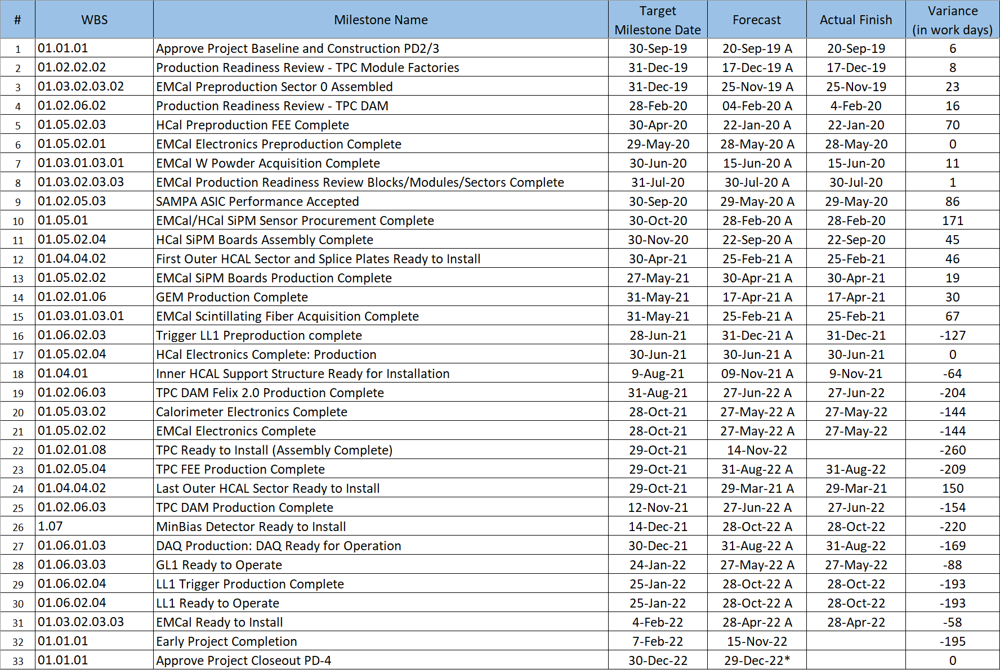 # WBS Milestone Name Target Milestone Date Forecast Actual Finish Variance (in work days)
1 01.01.01 Approve Project Baseline and Construction PD2/3 30-Sep-19 20-Sep-19 A 20-Sep-19 6
2 01.02.02.02 Production Readiness Review - TPC Module Factories 31-Dec-19 17-Dec-19 A 17-Dec-19 8
3 01.03.02.03.02 EMCal Preproduction Sector 0 Assembled 31-Dec-19 25-Nov-19 A 25-Nov-19 23
4 01.02.06.02 Production Readiness Review - TPC DAM 28-Feb-20 04-Feb-20 A 4-Feb-20 16
5 01.05.02.03 HCal Preproduction FEE Complete 30-Apr-20 22-Jan-20 A 22-Jan-20 70
6 01.05.02.01 EMCal Electronics Preproduction Complete 29-May-20 28-May-20 A 28-May-20 0
7 01.03.01.03.01 EMCal W Powder Acquisition Complete 30-Jun-20 15-Jun-20 A 15-Jun-20 11
8 01.03.02.03.03 EMCal Production Readiness Review Blocks/Modules/Sectors Complete 31-Jul-20 30-Jul-20 A 30-Jul-20 1
9 01.02.05.03 SAMPA ASIC Performance Accepted 30-Sep-20 29-May-20 A 29-May-20 86
10 01.05.01 EMCal/HCal SiPM Sensor Procurement Complete 30-Oct-20 28-Feb-20 A 28-Feb-20 171
11 01.05.02.04 HCal SiPM Boards Assembly Complete 30-Nov-20 22-Sep-20 A 22-Sep-20 45
12 01.04.04.02 First Outer HCAL Sector and Splice Plates Ready to Install 30-Apr-21 25-Feb-21 A 25-Feb-21 46
13 01.05.02.02 EMCal SiPM Boards Production Complete 27-May-21 30-Apr-21 A 30-Apr-21 19
14 01.02.01.06 GEM Production Complete 31-May-21 17-Apr-21 A 17-Apr-21 30
15 01.03.01.03.01 EMCal Scintillating Fiber Acquisition Complete 31-May-21 25-Feb-21 A 25-Feb-21 67
16 01.06.02.03 Trigger LL1 Preproduction complete 28-Jun-21 31-Dec-21 A 31-Dec-21 -127
17 01.05.02.04 HCal Electronics Complete: Production 30-Jun-21 30-Jun-21 A 30-Jun-21 0
18 01.04.01 Inner HCAL Support Structure Ready for Installation 9-Aug-21 09-Nov-21 A 9-Nov-21 -64
19 01.02.06.03 TPC DAM Felix 2.0 Production Complete 31-Aug-21 27-Jun-22 A 27-Jun-22 -204
20 01.05.03.02 Calorimeter Electronics Complete 28-Oct-21 27-May-22 A 27-May-22 -144
21 01.05.02.02 EMCal Electronics Complete 28-Oct-21 27-May-22 A 27-May-22 -144
22 01.02.01.08 TPC Ready to Install (Assembly Complete) 29-Oct-21 14-Nov-22 -260
23 01.02.05.04 TPC FEE Production Complete 29-Oct-21 31-Aug-22 A 31-Aug-22 -209
24 01.04.04.02 Last Outer HCAL Sector Ready to Install 29-Oct-21 29-Mar-21 A 29-Mar-21 150
25 01.02.06.03 TPC DAM Production Complete 12-Nov-21 27-Jun-22 A 27-Jun-22 -154
26 1.07 MinBias Detector Ready to Install 14-Dec-21 28-Oct-22 A 28-Oct-22 -220
27 01.06.01.03 DAQ Production: DAQ Ready for Operation 30-Dec-21 31-Aug-22 A 31-Aug-22 -169
28 01.06.03.03 GL1 Ready to Operate 24-Jan-22 27-May-22 A 27-May-22 -88
29 01.06.02.04 LL1 Trigger Production Complete 25-Jan-22 28-Oct-22 A 28-Oct-22 -193
30 01.06.02.04 LL1 Ready to Operate 25-Jan-22 28-Oct-22 A 28-Oct-22 -193
31 01.03.02.03.03 EMCal Ready to Install 4-Feb-22 28-Apr-22 A 28-Apr-22 -58
32 01.01.01 Early Project Completion 7-Feb-22 15-Nov-22 -195
33 01.01.01 Approve Project Closeout PD-4 30-Dec-22 29-Dec-22* 0